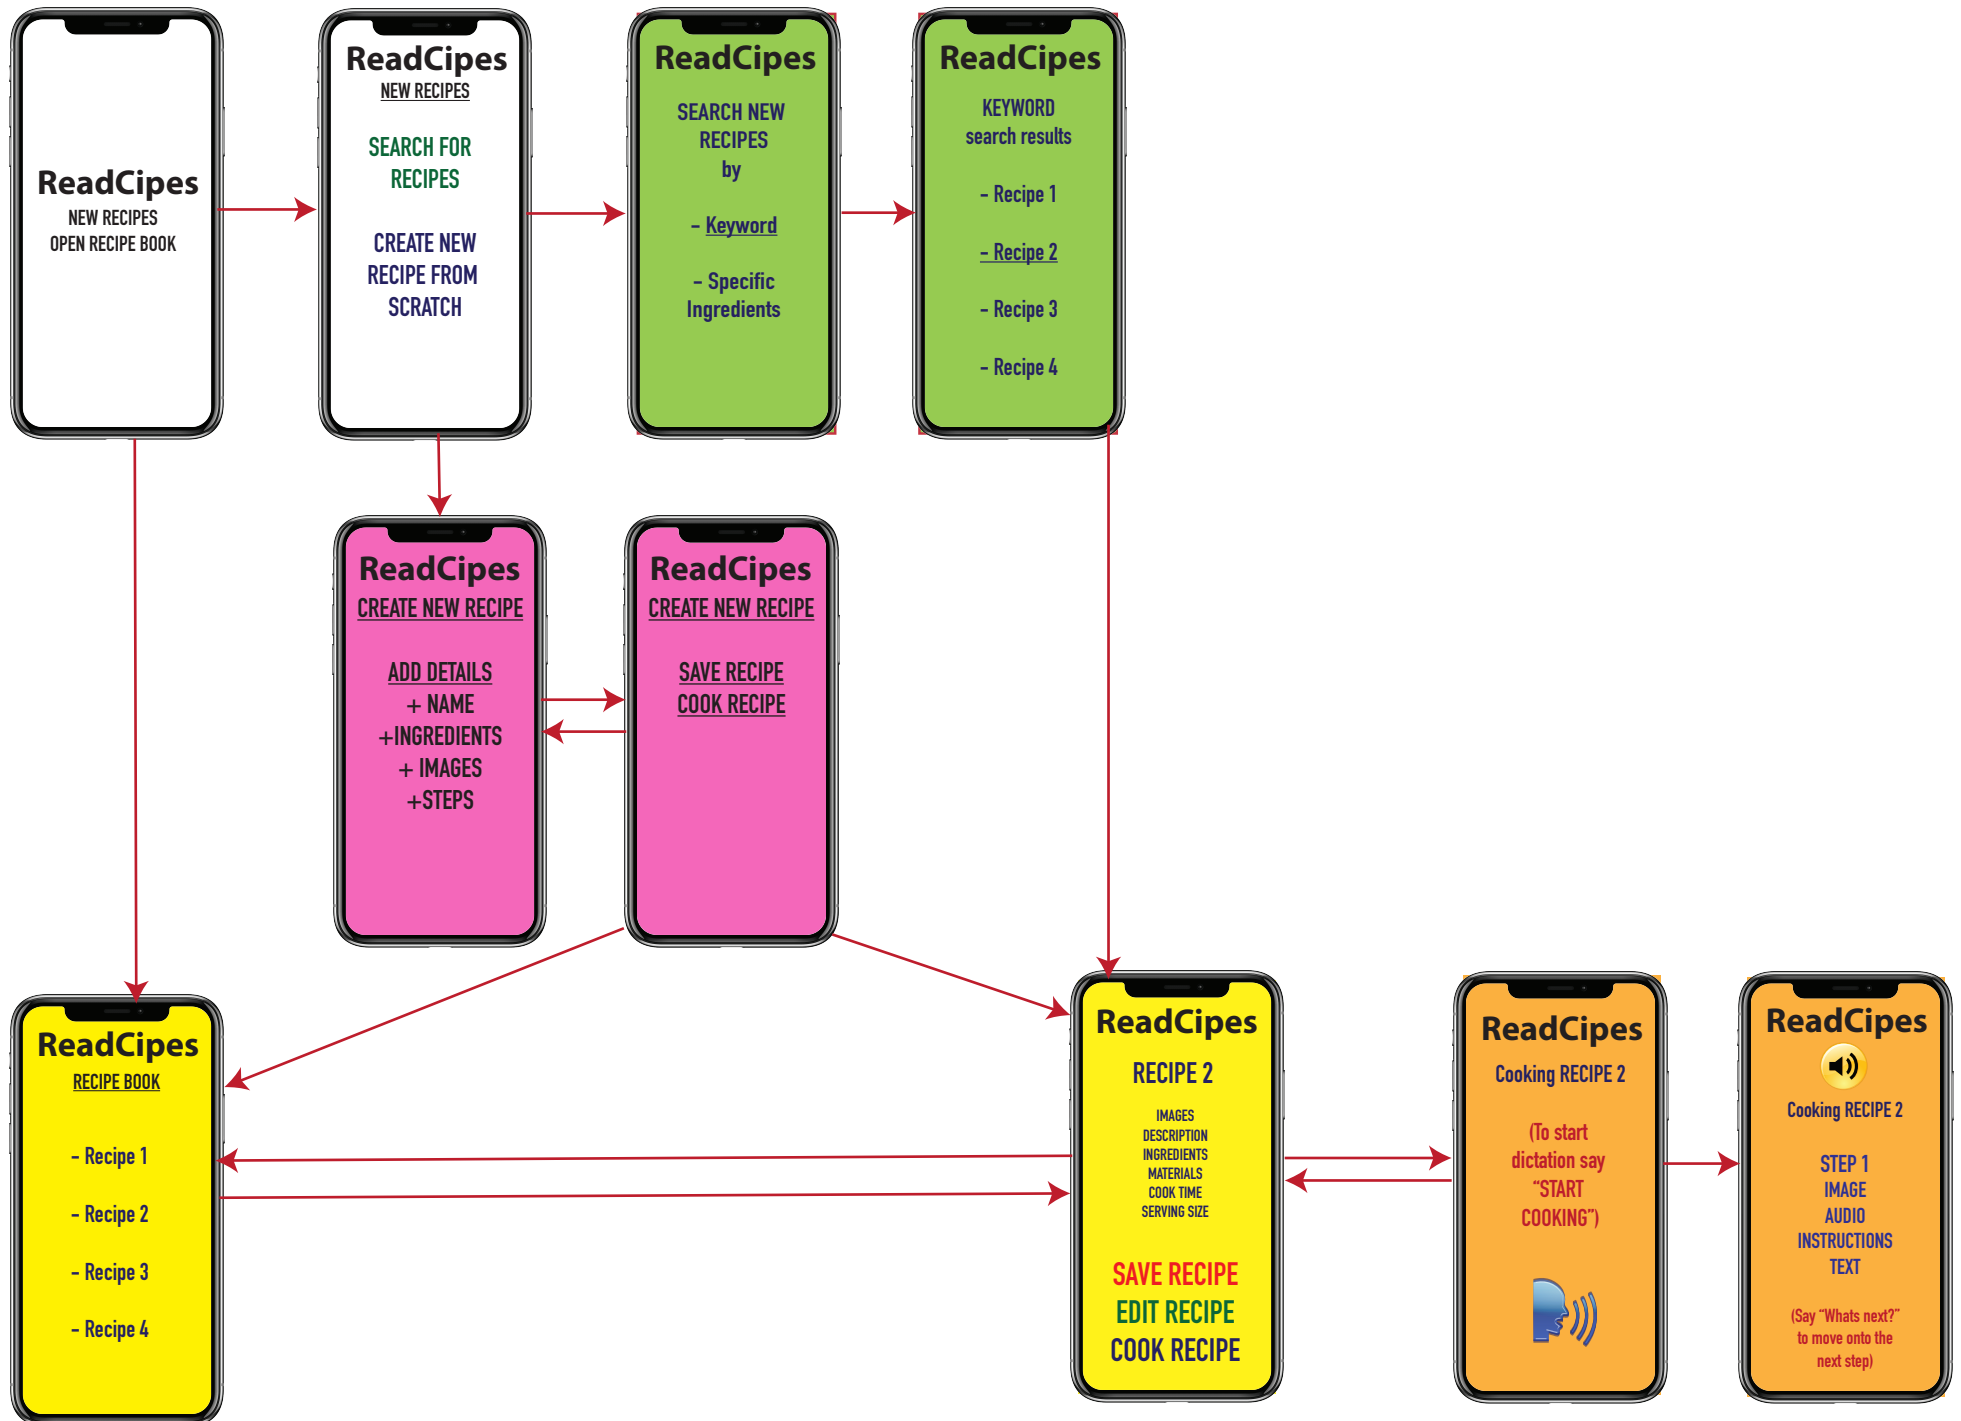 ReadCipes
NEW RECIPES
OPEN RECIPE BOOK
ReadCipes
NEW RECIPES
SEARCH FOR
RECIPES
CREATE NEW
RECIPE FROM
SCRATCH
ReadCipes
SEARCH NEW
RECIPES
by
- Keyword
- Specific
Ingredients
ReadCipes
KEYWORD
search results
- Recipe 1
- Recipe 2
- Recipe 3
- Recipe 4
ReadCipes
CREATE NEW RECIPE
ADD DETAILS
+ NAME
+INGREDIENTS
+ IMAGES
+STEPS
ReadCipes
CREATE NEW RECIPE
SAVE RECIPE
COOK RECIPE
ReadCipes
RECIPE BOOK
- Recipe 1
- Recipe 2
- Recipe 3
- Recipe 4
ReadCipes
RECIPE 2
IMAGES
DESCRIPTION
INGREDIENTS
MATERIALS
COOK TIME
SERVING SIZE
SAVE RECIPE
EDIT RECIPE
COOK RECIPE
ReadCipes
Cooking RECIPE 2
(To start
dictation say
“START
COOKING”)
ReadCipes
Cooking RECIPE 2
STEP 1
IMAGE
AUDIO
INSTRUCTIONS
TEXT
(Say “Whats next?”
to move onto the
next step)